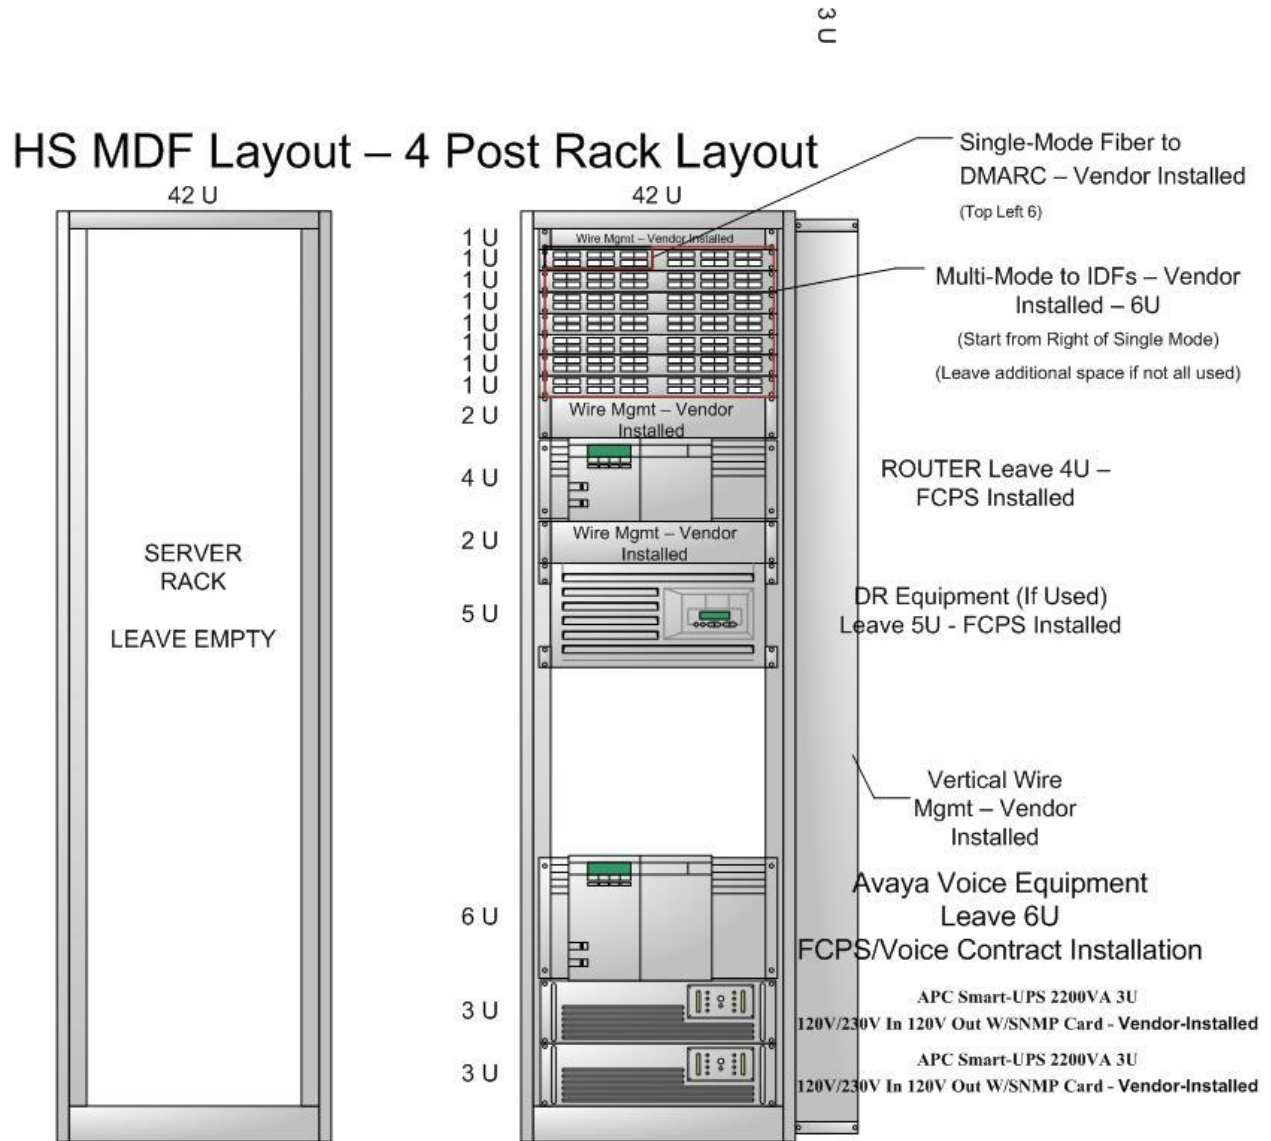 3 U
HS MDF Layout – 4 Post Rack Layout
42 U
42 U
Single-Mode Fiber to
DMARC – Vendor Installed
(Top Left 6)
1 U
Wire Mgmt – Vendor Installed
1 U
1 U
1 U
1 U
1 U
1 U
1 U
Multi-Mode to IDFs – Vendor
Installed – 6U
(Start from Right of Single Mode)
(Leave additional space if not all used)
2 U
Wire Mgmt – Vendor
Installed
4 U
ROUTER Leave 4U –
FCPS Installed
2 U
Wire Mgmt – Vendor
Installed
SERVER
RACK
LEAVE EMPTY
5 U
DR Equipment (If Used)
Leave 5U - FCPS Installed
Vertical Wire
Mgmt – Vendor
Installed
6 U
Avaya Voice Equipment
Leave 6U
FCPS/Voice Contract Installation
3 U
APC Smart-UPS 2200VA 3U
120V/230V In 120V Out W/SNMP Card - Vendor-Installed
3 U
APC Smart-UPS 2200VA 3U
120V/230V In 120V Out W/SNMP Card - Vendor-Installed